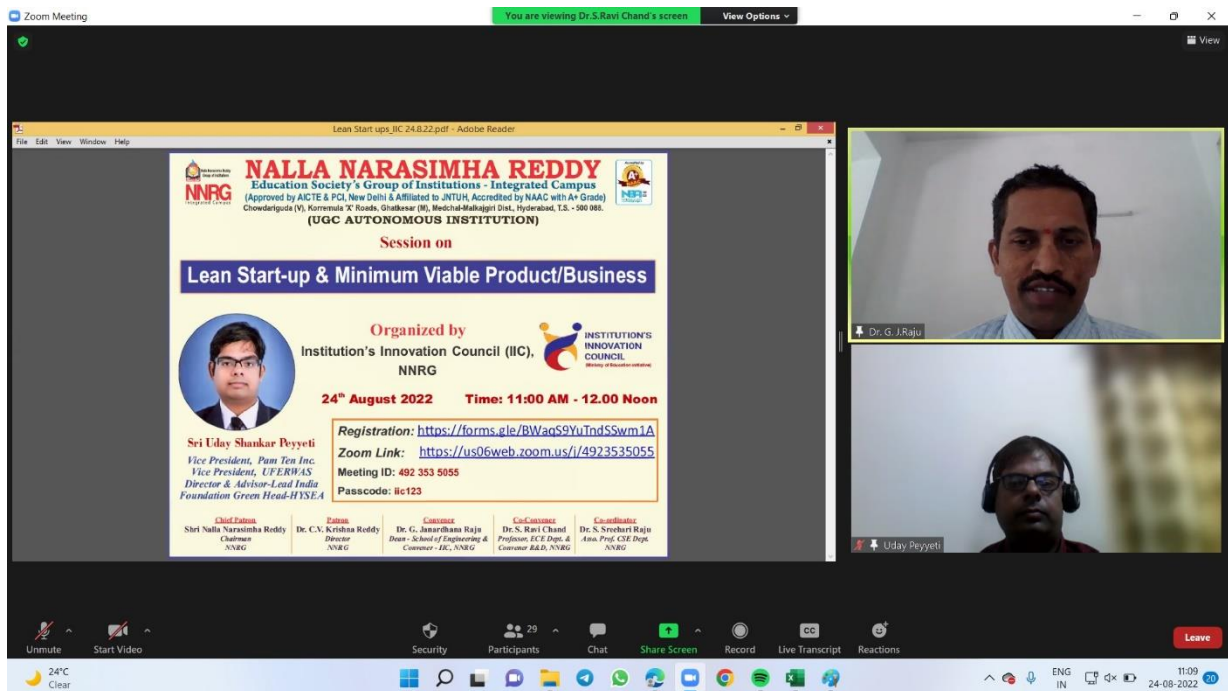 Zoom Meeting
You are viewing Dr.S.Ravi Chand's screen
View Options
View
Lean Start ups_IIC 24.8.22.pdf - Adobe Reader
File Edit View Window Help
NNRG
Integrated Campus
NALLA NARASIMHA REDDY
Education Society's Group of Institutions - Integrated Campus
(Approved by AICTE & PCI, New Delhi & Affiliated to JNTUH, Accredited by NAAC with A+ Grade)
Chowdariguda (V), Korremula 'X' Roads, Ghatkesar (M), Medchal-Malkajgiri Dist., Hyderabad, T.S. - 500 088.
(UGC AUTONOMOUS INSTITUTION)
Session on
Lean Start-up & Minimum Viable Product/Business
Organized by
Institution's Innovation Council (IIC),
NNRG
INSTITUTION'S
INNOVATION
COUNCIL
(Ministry of Education Initiative)
24th August 2022 Time: 11:00 AM - 12.00 Noon
Registration: https://forms.gle/BWaqS9YuTndSSwm1A
Zoom Link: https://us06web.zoom.us/j/4923535055
Meeting ID: 492 353 5055
Passcode: iic123
Sri Uday Shankar Peyyeti
Vice President, Pam Ten Inc.
Vice President, UFERWAS
Director & Advisor-Lead India
Foundation Green Head-HYSEA
Chief Patron
Shri Nalla Narasimha Reddy
Chairman
NNRG
Patron
Dr. C.V. Krishna Reddy
Director
NNRG
Convener
Dr. G. Janardhana Raju
Dean - School of Engineering &
Convener - IIC, NNRG
Co-Convener
Dr. S. Ravi Chand
Professor, ECE Dept. &
Convener R&D, NNRG
Co-ordinator
Dr. S. Sreehari Raju
Asso. Prof. CSE Dept.
NNRG
Dr. G. J.Raju
Uday Peyyeti
Unmute
Start Video
Security
29
Participants
Chat
Share Screen
Record
CC
Live Transcript
Reactions
Leave
24°C
Clear
ENG
IN
11:09
24-08-2022
20